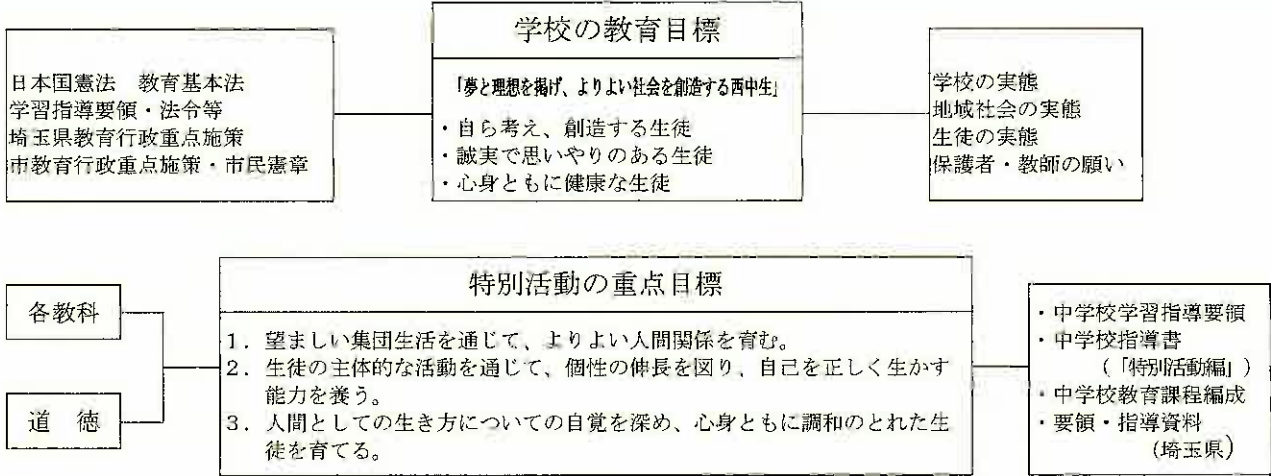 日本国憲法　教育基本法
学習指導要領・法令等
埼玉県教育行政重点施策
市教育行政重点施策・市民憲章
学校の教育目標
「夢と理想を掲げ、よりよい社会を創造する西中生」
・自ら考え、創造する生徒
・誠実で思いやりのある生徒
・心身ともに健康な生徒
学校の実態
地域社会の実態
生徒の実態
保護者・教師の願い
各教科
道　徳
特別活動の重点目標
1．望ましい集団生活を通じて、よりよい人間関係を育む。
2．生徒の主体的な活動を通じて、個性の伸長を図り、自己を正しく生かす
能力を養う。
3．人間としての生き方についての自覚を深め、心身ともに調和のとれた生
徒を育てる。
・中学校学習指導要領
・中学校指導書
（「特別活動編」）
・中学校教育課程編成
・要領・指導資料
（埼玉県）